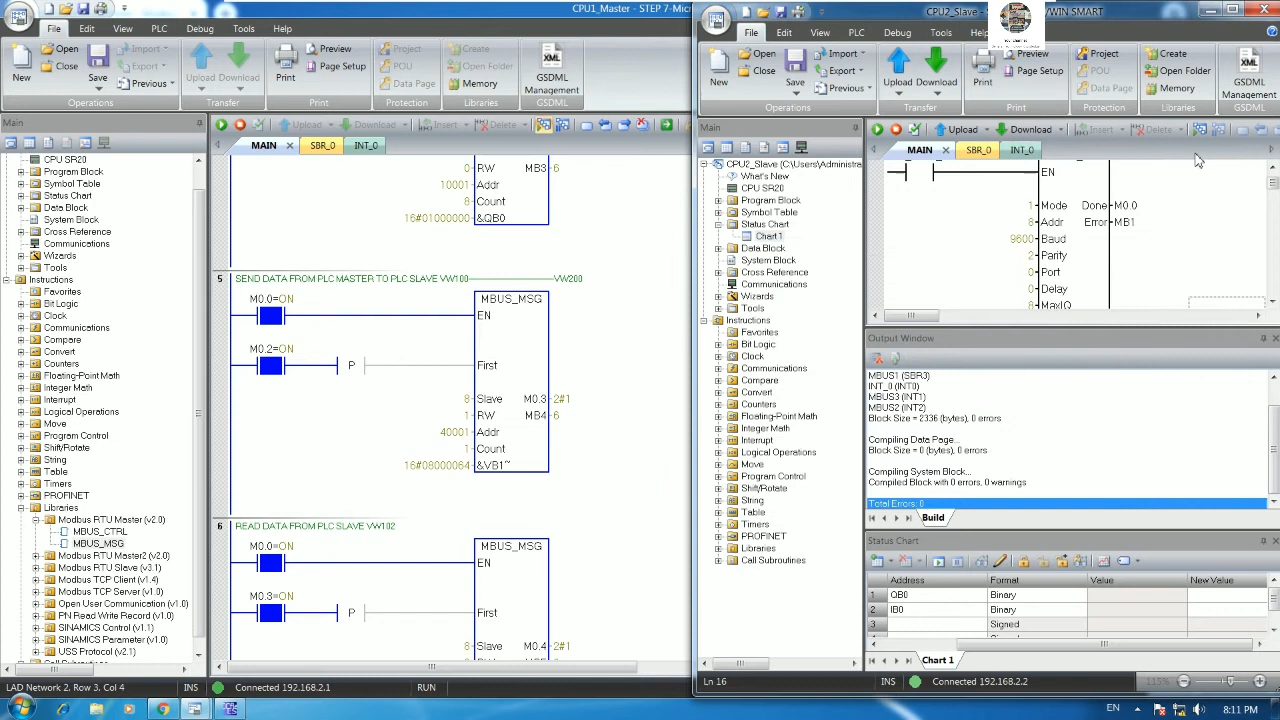 CPU1_Master - STEP 7-Micro
File Edit View PLC Debug Tools Help
New Open Close Save Import Export Previous
Upload Download Print Preview Page Setup
Project POU Data Page
Create Open Folder Memory
GSDML Management
Operations Transfer Print Protection Libraries GSDML
Main
Upload Download Insert Delete
MAIN SBR_0 INT_0
CPU SR20
Program Block
Symbol Table
Status Chart
Data Block
System Block
Cross Reference
Communications
Wizards
Tools
Instructions
Favorites
Bit Logic
Clock
Communications
Compare
Convert
Counters
Floating-Point Math
Integer Math
Interrupt
Logical Operations
Move
Program Control
Shift/Rotate
String
Table
Timers
PROFINET
Libraries
Modbus RTU Master (v2.0)
MBUS_CTRL
MBUS_MSG
Modbus RTU Master2 (v2.0)
Modbus RTU Slave (v3.1)
Modbus TCP Client (v1.4)
Modbus TCP Server (v1.0)
Open User Communication (v1.0)
PN Read Write Record (v1.0)
SINAMICS Control (v1.1)
SINAMICS Parameter (v1.0)
USS Protocol (v2.1)
0 RW MB3 6
10001 Addr
8 Count
16#01000000 &QB0
5 SEND DATA FROM PLC MASTER TO PLC SLAVE VW100 VW200
M0.0=ON MBUS_MSG
EN
M0.2=ON
P First
8 Slave M0.3 2#1
1 RW MB4 6
40001 Addr
1 Count
16#08000064 &VB1~
6 READ DATA FROM PLC SLAVE VW102
M0.0=ON MBUS_MSG
EN
M0.3=ON
P First
8 Slave M0.4 2#1
LAD Network 2, Row 3, Col 4 INS Connected 192.168.2.1 RUN
CPU2_Slave WIN SMART
File Edit View PLC Debug Tools
New Open Close Save Import Export Previous
Upload Download Print Preview Page Setup
Project POU Data Page
Create Open Folder Memory
GSDML Management
Operations Transfer Print Protection Libraries GSDML
Main
Upload Download Insert Delete
MAIN SBR_0 INT_0
CPU2_Slave (C:\Users\Administra
What's New
CPU SR20
Program Block
Symbol Table
Status Chart
Chart1
Data Block
System Block
Cross Reference
Communications
Wizards
Tools
Instructions
Favorites
Bit Logic
Clock
Communications
Compare
Convert
Counters
Floating-Point Math
Integer Math
Interrupt
Logical Operations
Move
Program Control
Shift/Rotate
String
Table
Timers
PROFINET
Libraries
Call Subroutines
EN
1 Mode Done M0.0
8 Addr Error MB1
9600 Baud
2 Parity
0 Port
0 Delay
8 MaxIQ
Output Window
MBUS1 (SBR3)
INT_0 (INT0)
MBUS3 (INT1)
MBUS2 (INT2)
Block Size = 2336 (bytes), 0 errors
Compiling Data Page...
Block Size = 0 (bytes), 0 errors
Compiling System Block...
Compiled Block with 0 errors, 0 warnings
Total Errors: 0
Build
Status Chart
Address Format Value New Value
1 QB0 Binary
2 IB0 Binary
3 Signed
Chart 1
Ln 16 INS Connected 192.168.2.2 115%
EN 8:11 PM